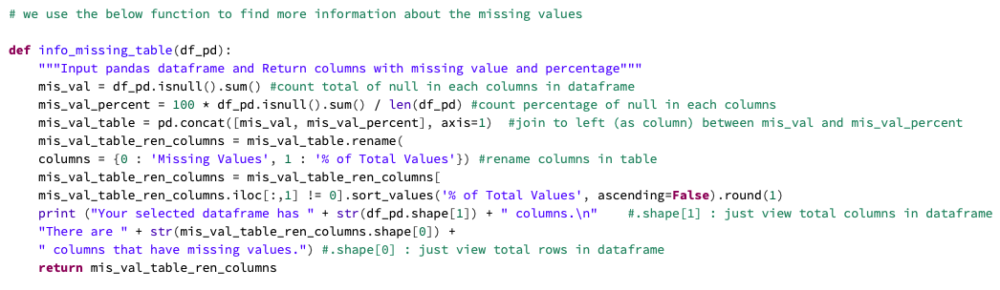 # we use the below function to find more information about the missing values
def info_missing_table(df_pd):
    """Input pandas dataframe and Return columns with missing value and percentage"""
    mis_val = df_pd.isnull().sum() #count total of null in each columns in dataframe
    mis_val_percent = 100 * df_pd.isnull().sum() / len(df_pd) #count percentage of null in each columns
    mis_val_table = pd.concat([mis_val, mis_val_percent], axis=1)  #join to left (as column) between mis_val and mis_val_percent
    mis_val_table_ren_columns = mis_val_table.rename(
    columns = {0 : 'Missing Values', 1 : '% of Total Values'}) #rename columns in table
    mis_val_table_ren_columns = mis_val_table_ren_columns[
    mis_val_table_ren_columns.iloc[:,1] != 0].sort_values('% of Total Values', ascending=False).round(1)
    print ("Your selected dataframe has " + str(df_pd.shape[1]) + " columns.\n"    #.shape[1] : just view total columns in dataframe
    "There are " + str(mis_val_table_ren_columns.shape[0]) +
    " columns that have missing values.") #.shape[0] : just view total rows in dataframe
    return mis_val_table_ren_columns